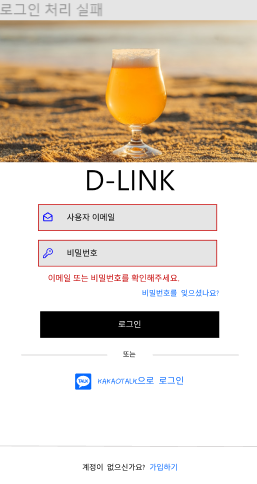 로그인 처리 실패
D-LINK
사용자 이메일
비밀번호
이메일 또는 비밀번호를 확인해주세요.
비밀번호를 잊으셨나요?
로그인
또는
TALK
KAKAOTALK으로 로그인
계정이 없으신가요? 가입하기